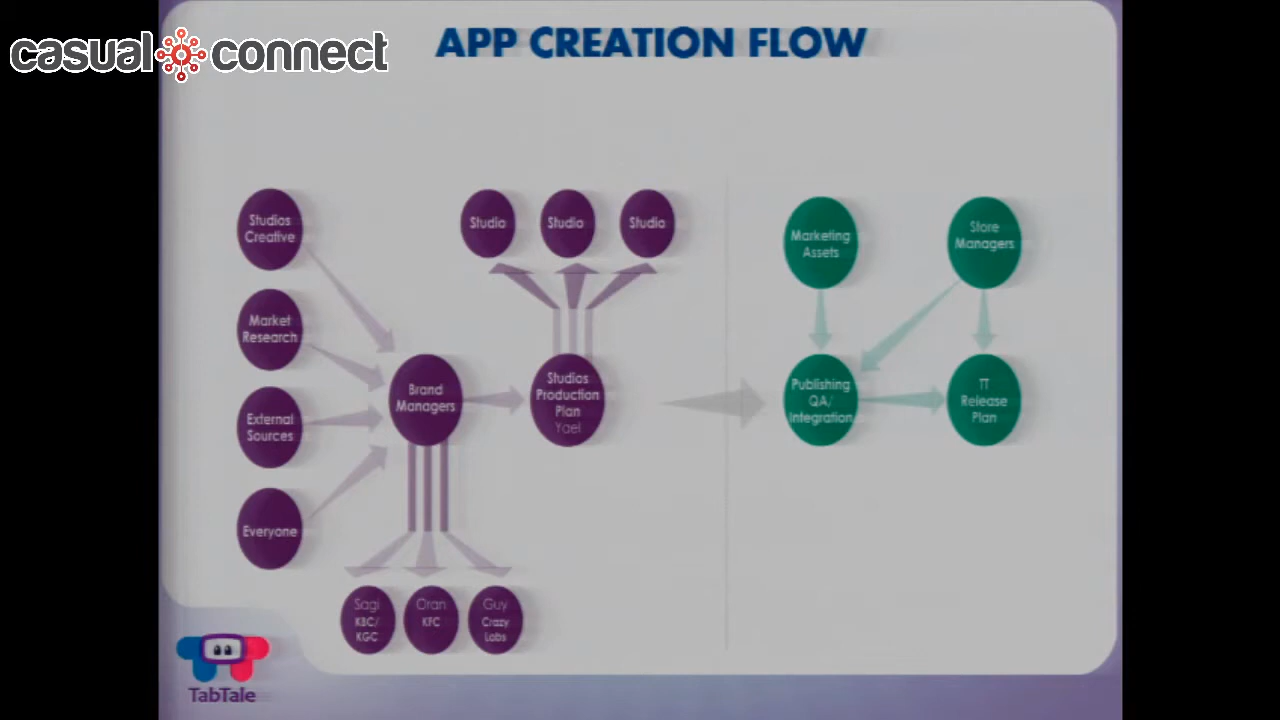 casual connect
APP CREATION FLOW
Studios
Creative
Market
Research
External
Sources
Everyone
Brand
Managers
Sagi
KBC/
KGC
Oran
KFC
Guy
Crazy
Labs
Studio
Studio
Studio
Studios
Production
Plan
Yael
Marketing
Assets
Store
Managers
Publishing
QA/
Integration
TT
Release
Plan
TabTale